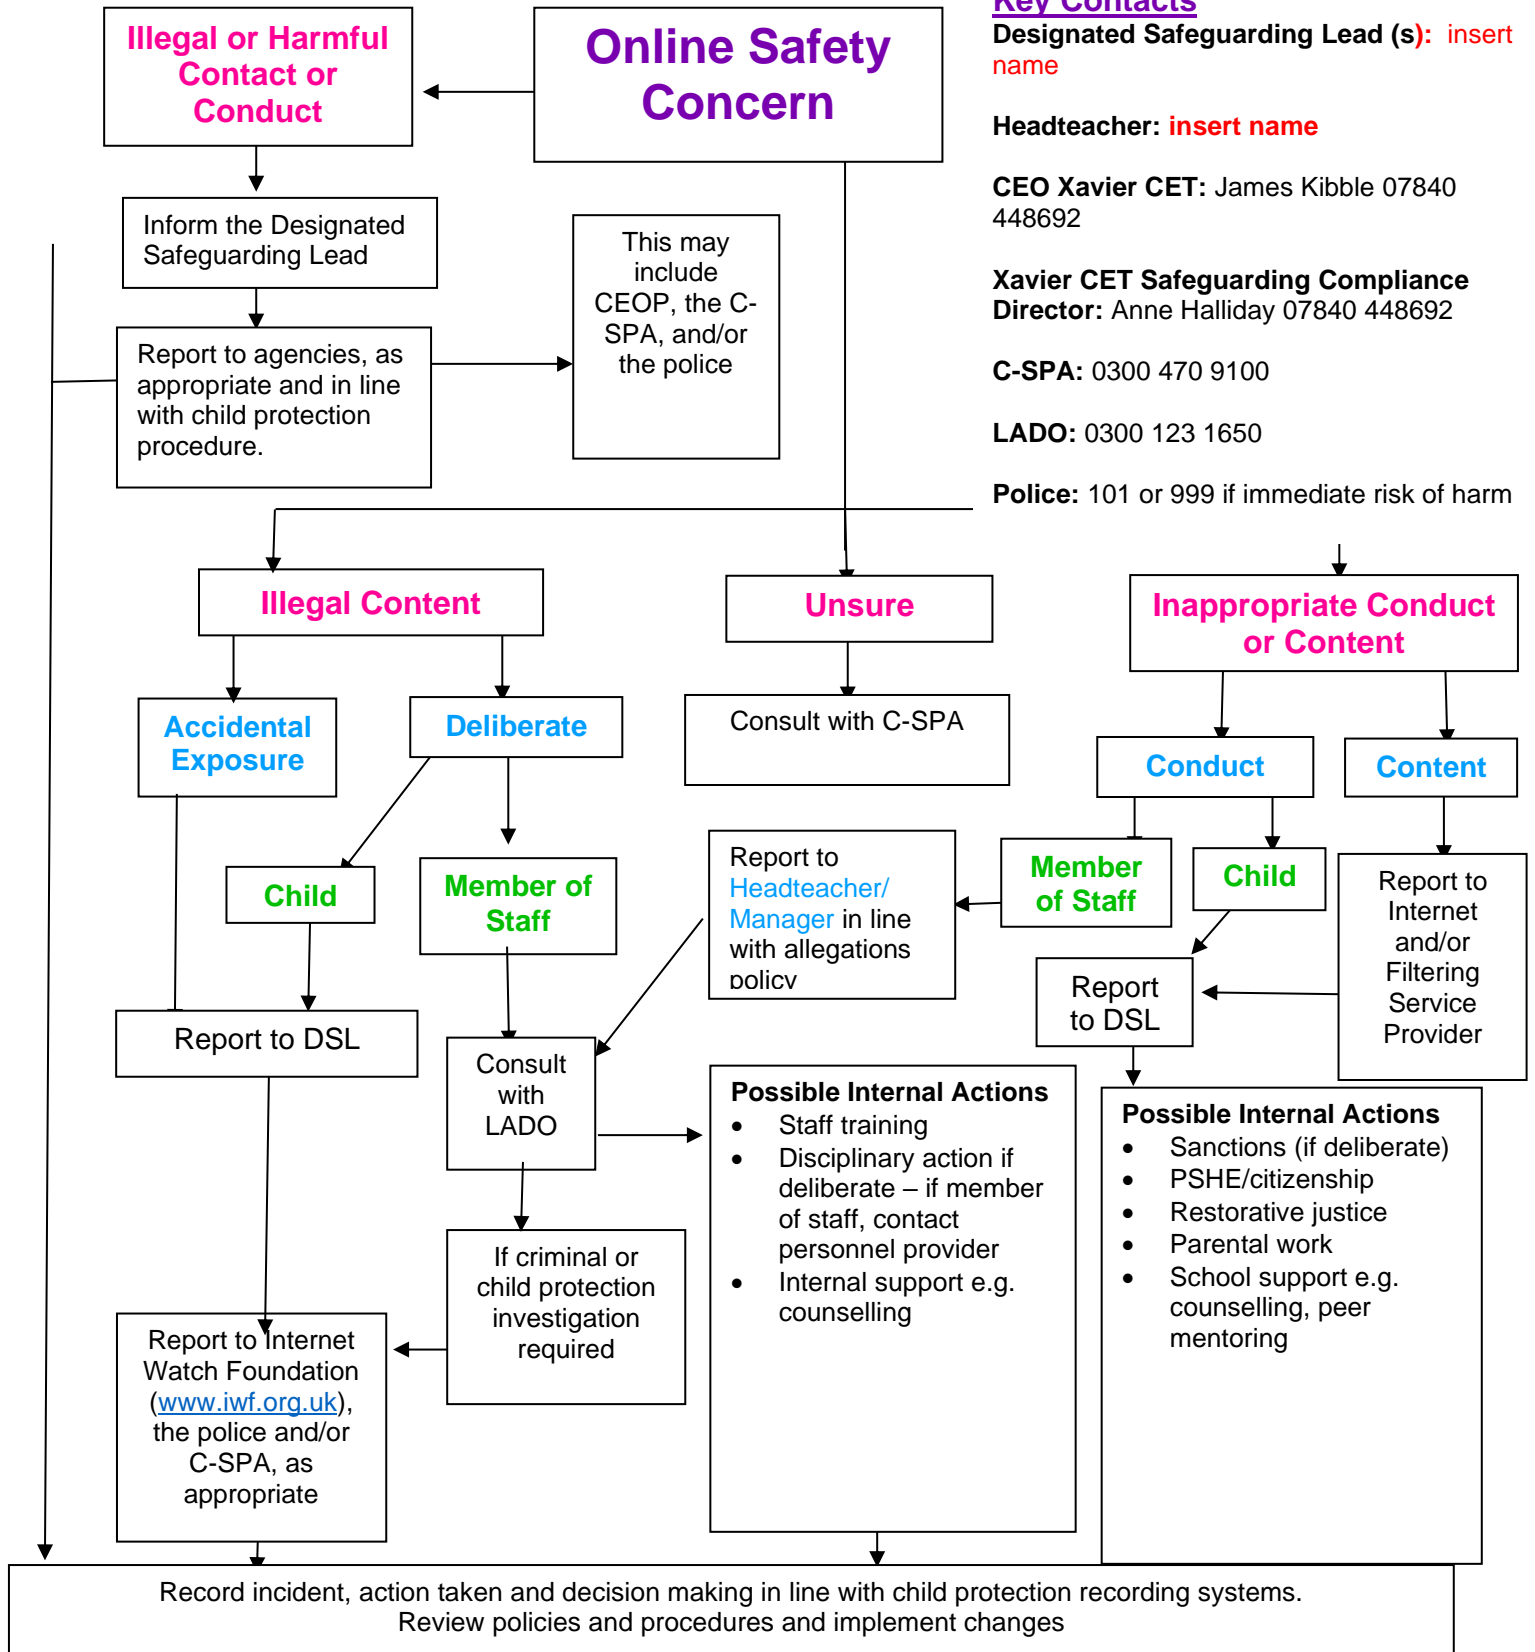 Key Contacts
Designated Safeguarding Lead (s): insert
name
Headteacher: insert name
CEO Xavier CET: James Kibble 07840
448692
Xavier CET Safeguarding Compliance
Director: Anne Halliday 07840 448692
C-SPA: 0300 470 9100
LADO: 0300 123 1650
Police: 101 or 999 if immediate risk of harm
Online Safety
Concern
Illegal or Harmful
Contact or
Conduct
Inform the Designated
Safeguarding Lead
Report to agencies, as
appropriate and in line
with child protection
procedure.
This may
include
CEOP, the C-
SPA, and/or
the police
Illegal Content
Unsure
Inappropriate Conduct
or Content
Accidental
Exposure
Deliberate
Consult with C-SPA
Conduct
Content
Child
Member of
Staff
Report to
Headteacher/
Manager in line
with allegations
policy
Member
of Staff
Child
Report to
Internet
and/or
Filtering
Service
Provider
Report to DSL
Consult
with
LADO
Report
to DSL
Possible Internal Actions
• Staff training
• Disciplinary action if
deliberate – if member
of staff, contact
personnel provider
• Internal support e.g.
counselling
Possible Internal Actions
• Sanctions (if deliberate)
• PSHE/citizenship
• Restorative justice
• Parental work
• School support e.g.
counselling, peer
mentoring
If criminal or
child protection
investigation
required
Report to Internet
Watch Foundation
(www.iwf.org.uk),
the police and/or
C-SPA, as
appropriate
Record incident, action taken and decision making in line with child protection recording systems.
Review policies and procedures and implement changes